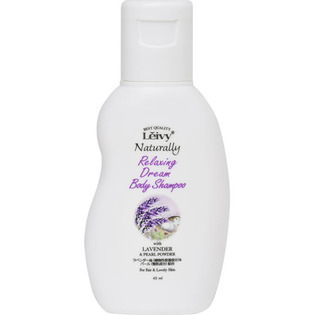 BEST QUALITY
Leivy®
Naturally
Relaxing
Dream
Body Shampoo
with
LAVENDER
& PEARL POWDER
For Fair & Lovely Skin
45 ml